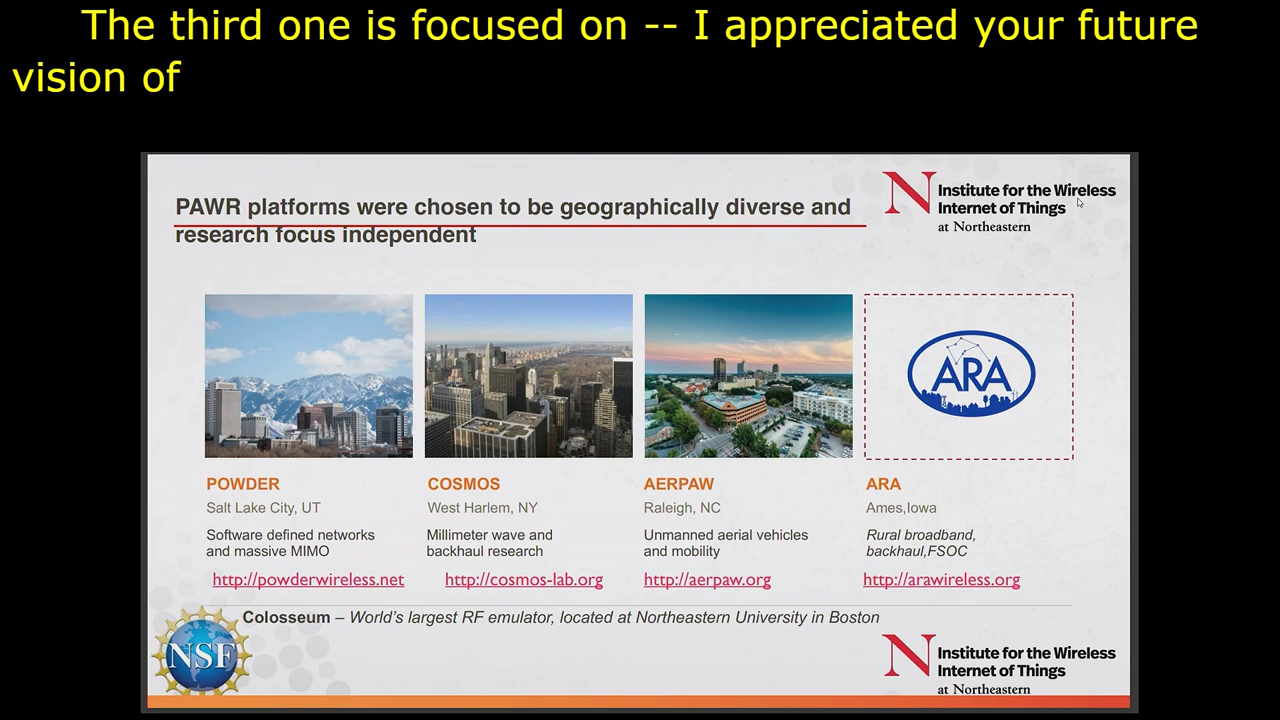 The third one is focused on -- I appreciated your future
vision of
PAWR platforms were chosen to be geographically diverse and
research focus independent
N Institute for the Wireless
Internet of Things
at Northeastern
ARA
POWDER
Salt Lake City, UT
Software defined networks
and massive MIMO
http://powderwireless.net
COSMOS
West Harlem, NY
Millimeter wave and
backhaul research
http://cosmos-lab.org
AERPAW
Raleigh, NC
Unmanned aerial vehicles
and mobility
http://aerpaw.org
ARA
Ames,Iowa
Rural broadband,
backhaul,FSOC
http://arawireless.org
Colosseum – World's largest RF emulator, located at Northeastern University in Boston
NSF
N Institute for the Wireless
Internet of Things
at Northeastern